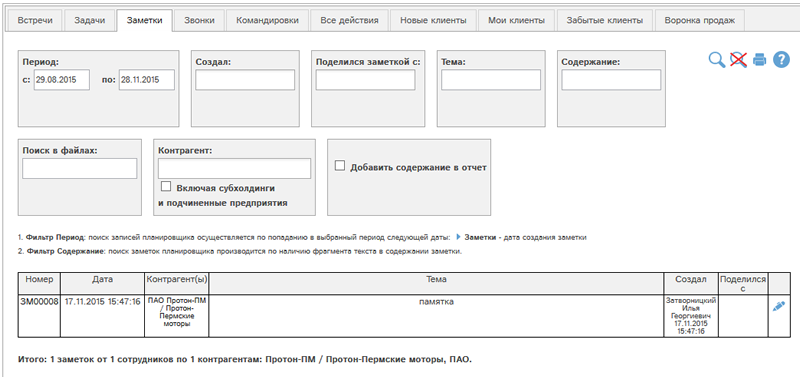 Встречи Задачи Заметки Звонки Командировки Все действия Новые клиенты Мои клиенты Забытые клиенты Воронка продаж
Период: Создал: Поделился заметкой с: Тема: Содержание:
с: 29.08.2015 по: 28.11.2015
?
Поиск в файлах: Контрагент:
Добавить содержание в отчет
Включая субхолдинги
и подчиненные предприятия
1. Фильтр Период: поиск записей планировщика осуществляется по попаданию в выбранный период следующей даты: Заметки - дата создания заметки
2. Фильтр Содержание: поиск заметок планировщика производится по наличию фрагмента текста в содержании заметки.
Номер Дата Контрагент(ы) Тема Создал Поделился
с
ЗМ00008 17.11.2015 15:47:16 ПАО Протон-ПМ памятка Затворницкий
/ Протон- Илья
Пермские Георгиевич
моторы 17.11.2015
15:47:16
Итого: 1 заметок от 1 сотрудников по 1 контрагентам: Протон-ПМ / Протон-Пермские моторы, ПАО.